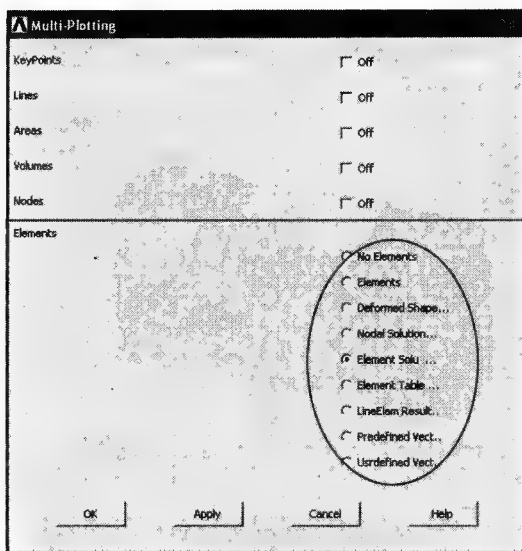 Multi-Plotting
KeyPoints Off
Lines Off
Areas Off
Volumes Off
Nodes Off
Elements
No Elements
Elements
Deformed Shape...
Nodal Solution...
Element Solu ...
Element Table ...
LineElem Result..
Predefined Vect..
Usrdefined Vect..
OK Apply Cancel Help